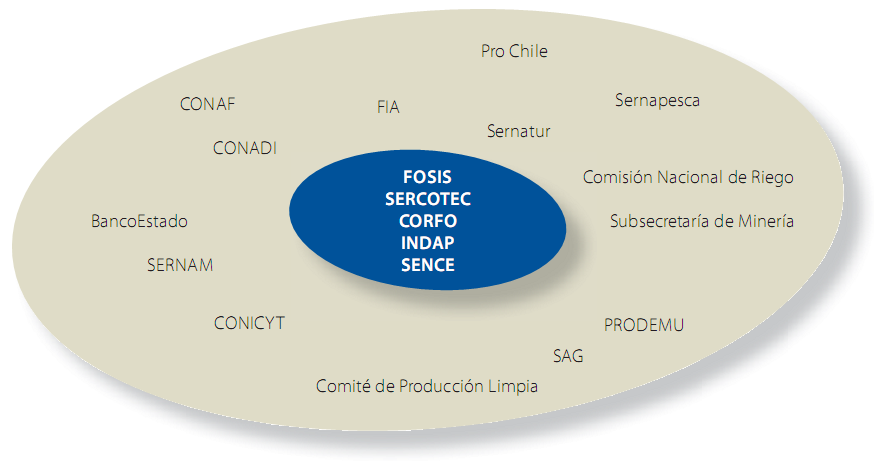 Pro Chile
CONAF
FIA
Sernapesca
Sernatur
CONADI
FOSIS
SERCOTEC
CORFO
INDAP
SENCE
Comisión Nacional de Riego
BancoEstado
Subsecretaría de Minería
SERNAM
CONICYT
PRODEMU
SAG
Comité de Producción Limpia